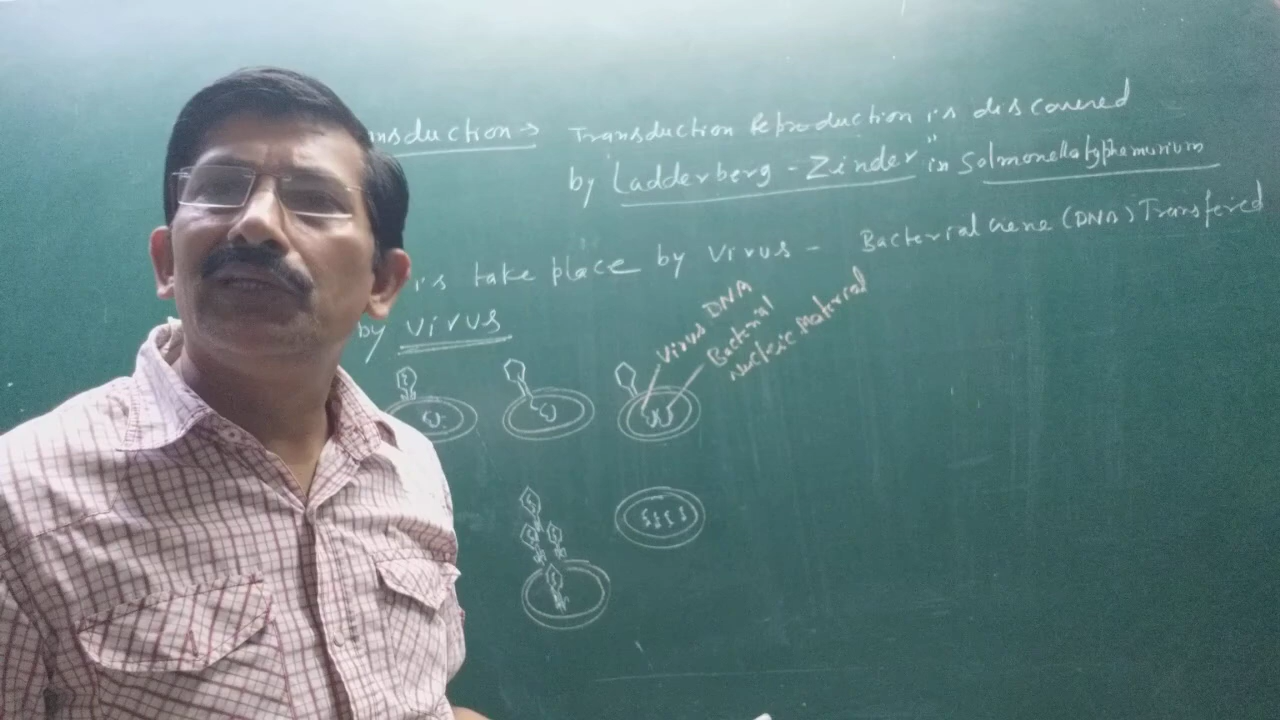 ansduction → Transduction Reproduction is discovered
by Ladderberg - Zinder in Salmonella typhemurium
is take place by Virus - Bacterial Gene (DNA) Transfered
by Virus
Virus DNA
Bacterial
Nucleic Material